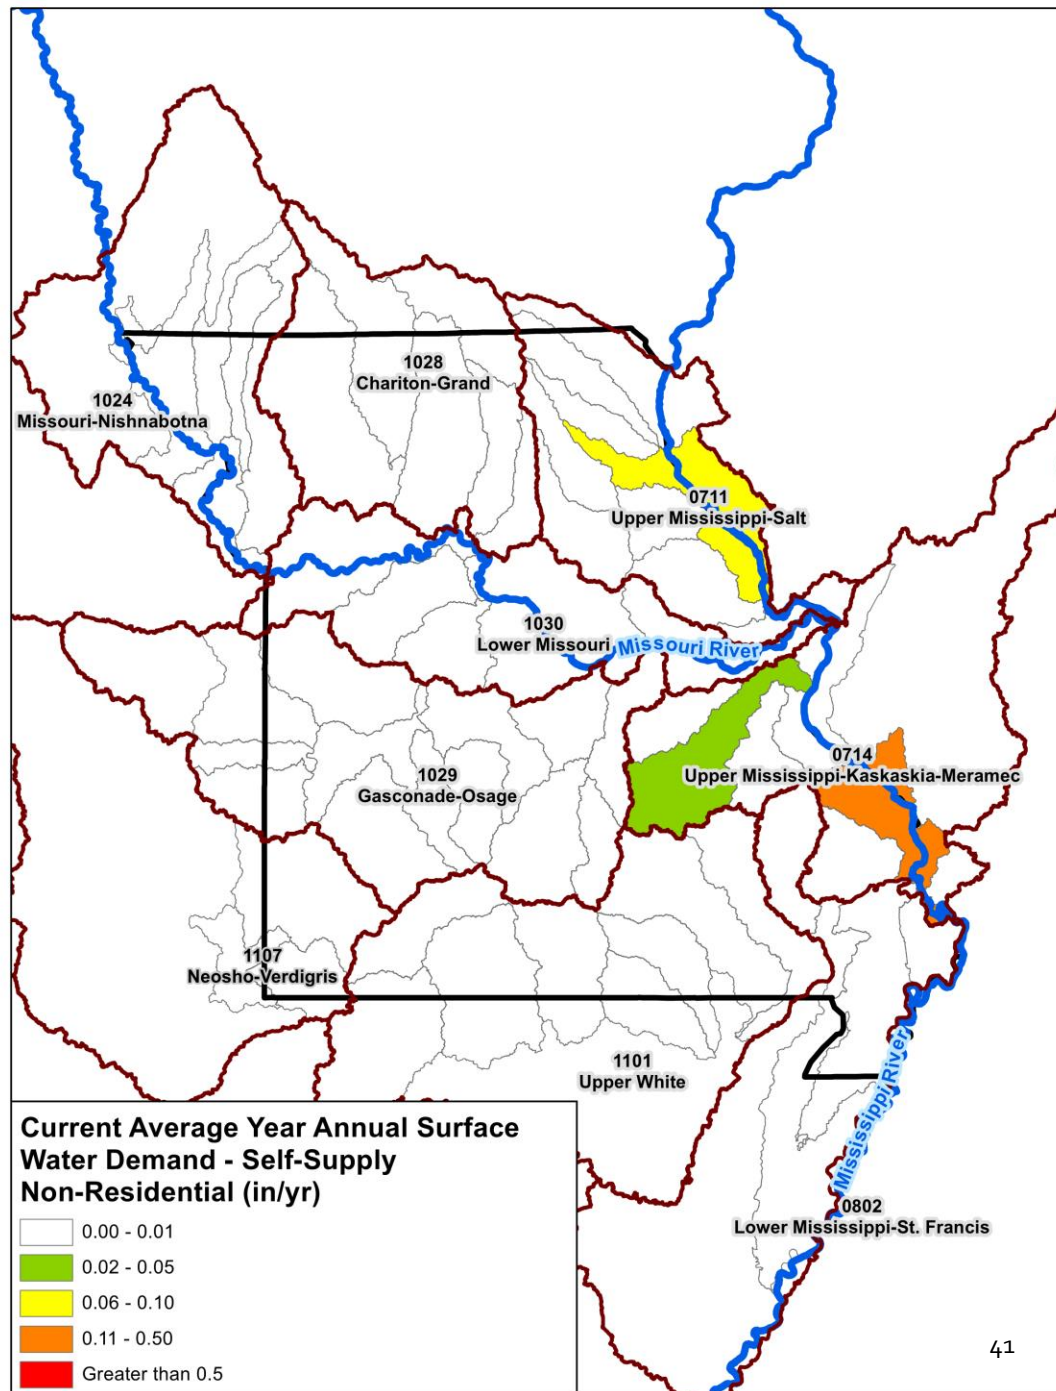 1028
Chariton-Grand
1024
Missouri-Nishnabotna
0711
Upper Mississippi-Salt
1030
Lower Missouri
Missouri River
0714
Upper Mississippi-Kaskaskia-Meramec
1029
Gasconade-Osage
1107
Neosho-Verdigris
1101
Upper White
Mississippi River
0802
Lower Mississippi-St. Francis
Current Average Year Annual Surface
Water Demand - Self-Supply
Non-Residential (in/yr)
0.00 - 0.01
0.02 - 0.05
0.06 - 0.10
0.11 - 0.50
Greater than 0.5
41